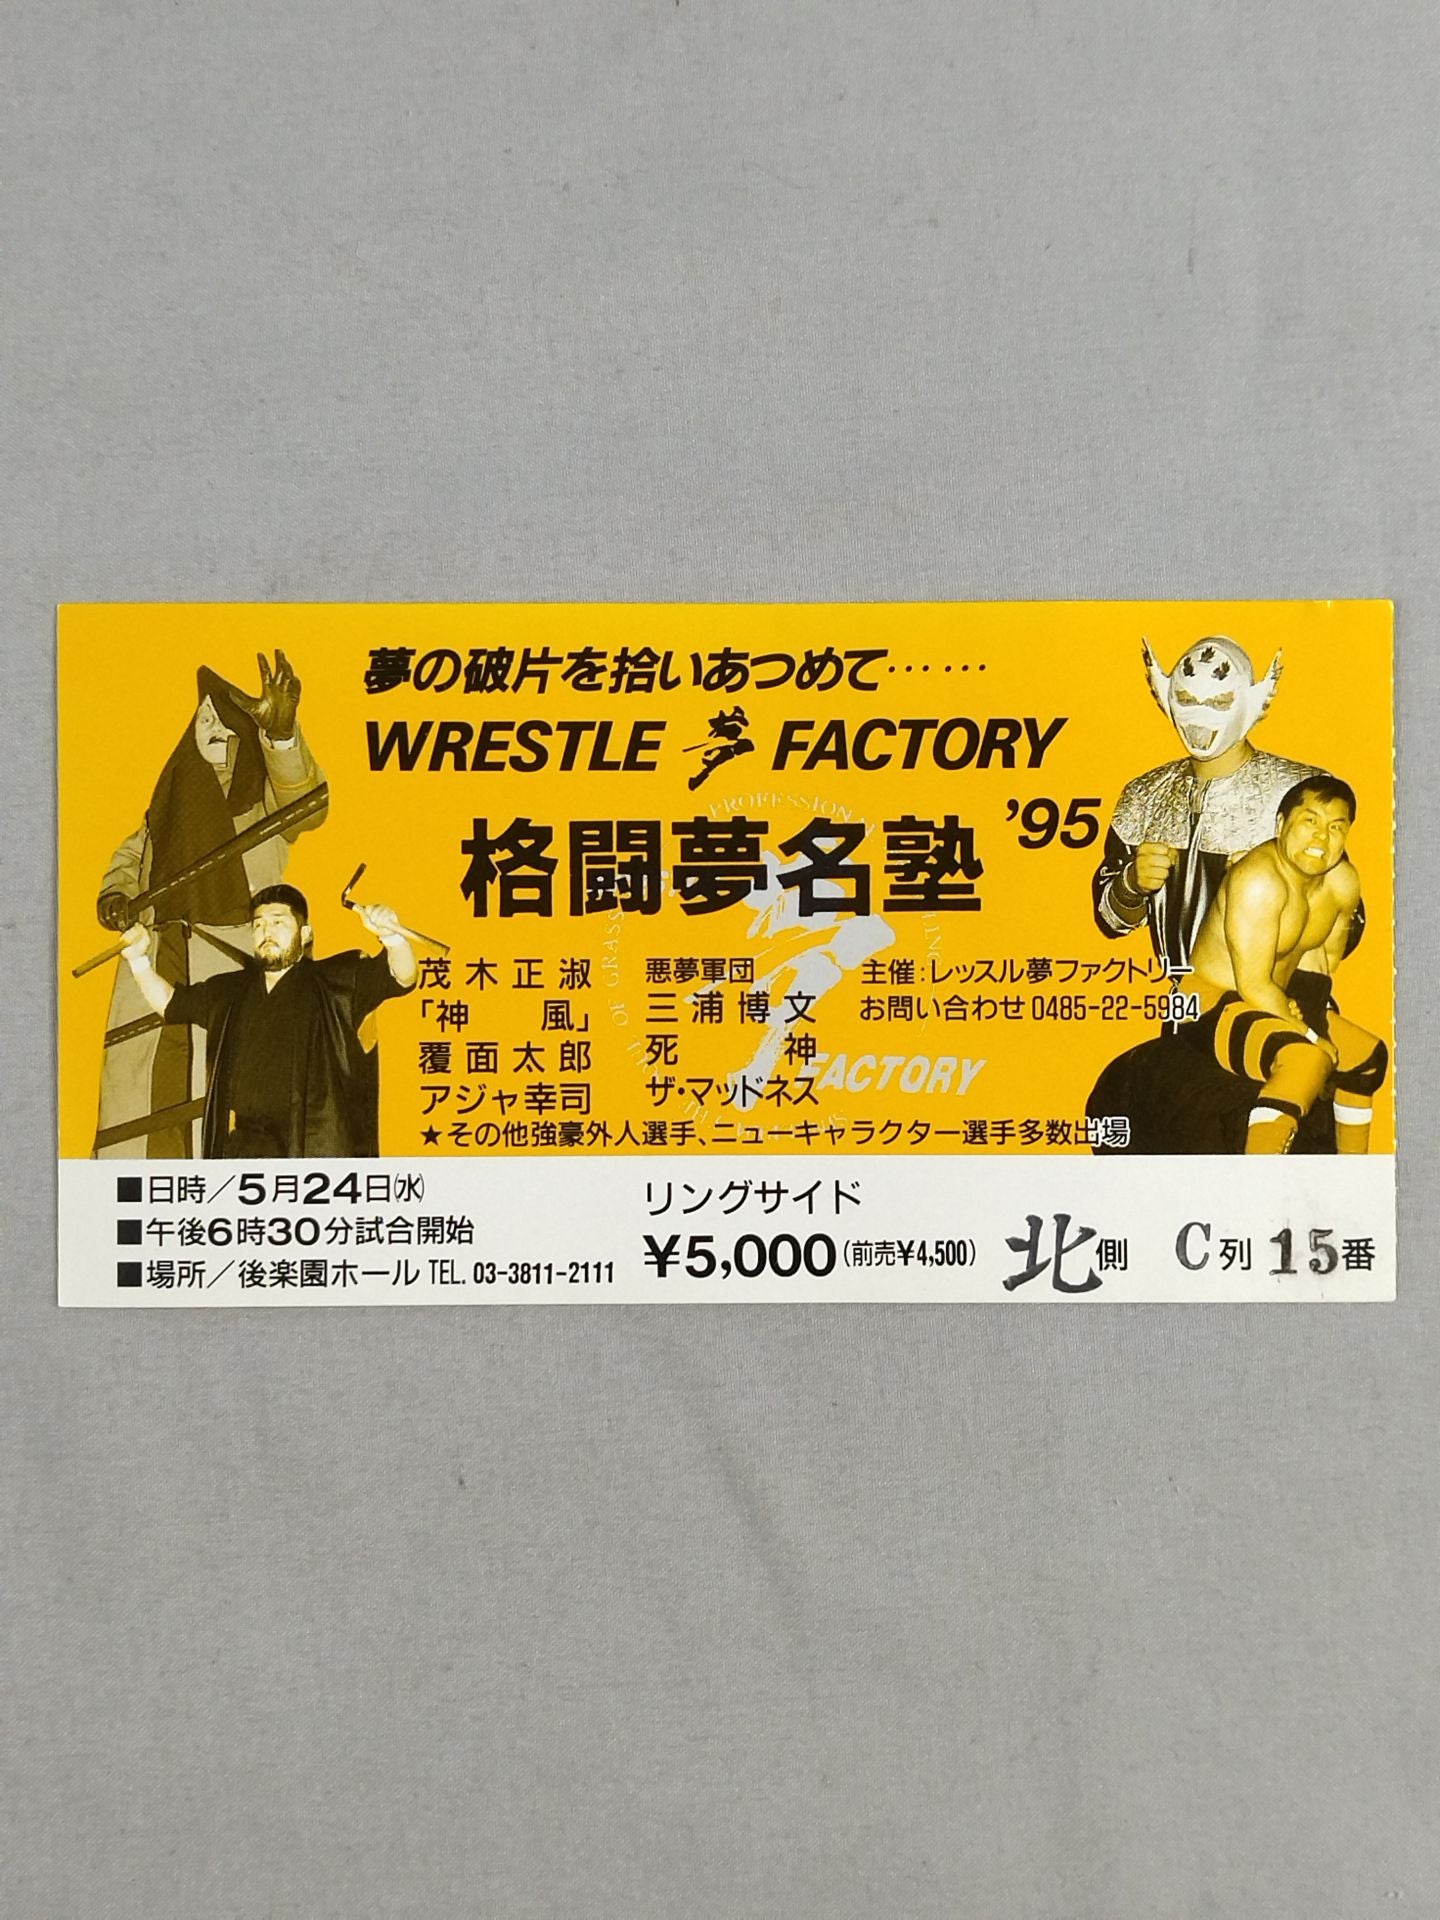 夢の破片を拾いあつめて……
WRESTLE 夢 FACTORY
格闘夢名塾 '95
茂木正淑
「神 風」
覆面太郎
アジャ幸司
悪夢軍団
三浦博文
死 神
ザ・マッドネス
主催：レッスル夢ファクトリー
お問い合わせ 0485-22-5984
★その他強豪外人選手、ニューキャラクター選手多数出場
PROFESSIONAL
OF GRASS
夢
FACTORY
■日時／5月24日㈬
■午後6時30分試合開始
■場所／後楽園ホール TEL. 03-3811-2111
リングサイド
¥5,000（前売¥4,500）
北側 C列 15番